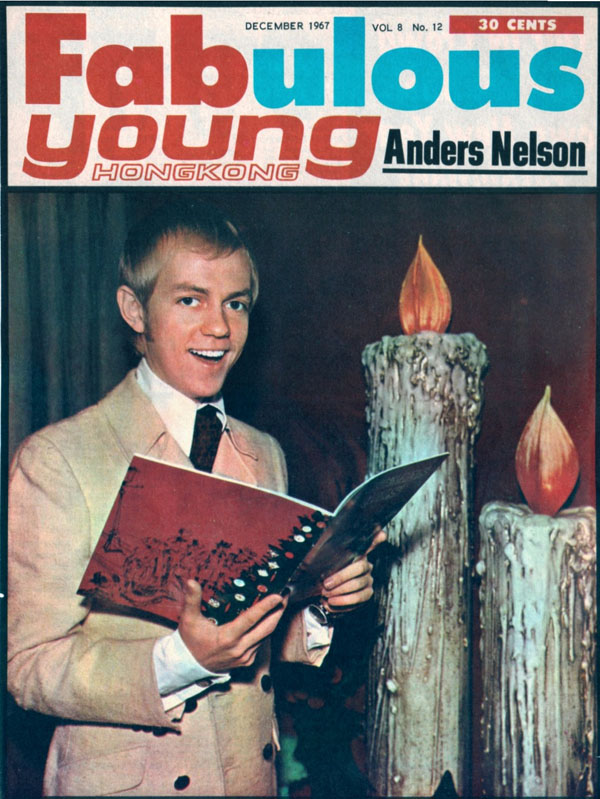 DECEMBER 1967 VOL 8 No. 12 30 CENTS
Fabulous
young
HONGKONG
Anders Nelson